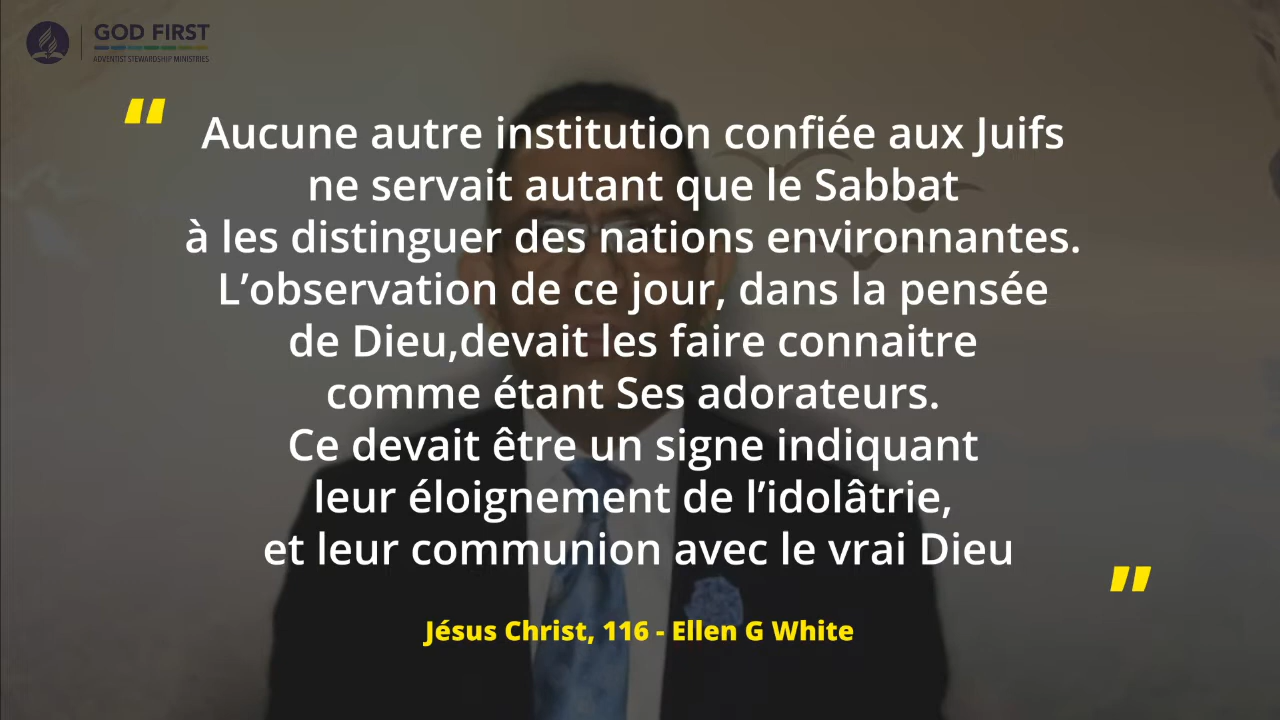 GOD FIRST
ADVENTIST STEWARDSHIP MINISTRIES
“
Aucune autre institution confiée aux Juifs
ne servait autant que le Sabbat
à les distinguer des nations environnantes.
L’observation de ce jour, dans la pensée
de Dieu,devait les faire connaitre
comme étant Ses adorateurs.
Ce devait être un signe indiquant
leur éloignement de l’idolâtrie,
et leur communion avec le vrai Dieu
”
Jésus Christ, 116 - Ellen G White